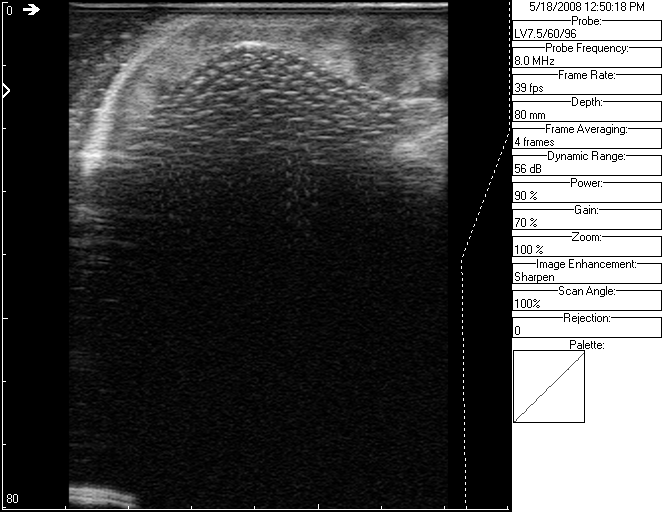 0
80
5/18/2008 12:50:18 PM
Probe:
LV7.5/60/96
Probe Frequency:
8.0 MHz
Frame Rate:
39 fps
Depth:
80 mm
Frame Averaging:
4 frames
Dynamic Range:
56 dB
Power:
90 %
Gain:
70 %
Zoom:
100 %
Image Enhancement:
Sharpen
Scan Angle:
100%
Rejection:
0
Palette: